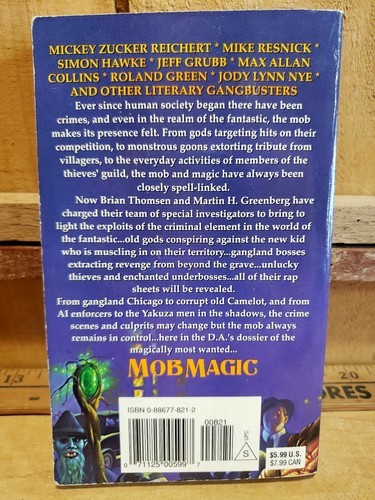 MICKEY ZUCKER REICHERT * MIKE RESNICK *
SIMON HAWKE * JEFF GRUBB * MAX ALLAN
COLLINS * ROLAND GREEN * JODY LYNN NYE *
AND OTHER LITERARY GANGBUSTERS
Ever since human society began there have been
crimes, and even in the realm of the fantastic, the mob
makes its presence felt. From gods targeting hits on their
competition, to monstrous goons extorting tribute from
villagers, to the everyday activities of members of the
thieves' guild, the mob and magic have always been
closely spell-linked.
Now Brian Thomsen and Martin H. Greenberg have
charged their team of special investigators to bring to
light the exploits of the criminal element in the world of
the fantastic...old gods conspiring against the new kid
who is muscling in on their territory...gangland bosses
extracting revenge from beyond the grave...unlucky
thieves and enchanted underbosses...all of their rap
sheets will be revealed.
From gangland Chicago to corrupt old Camelot, and from
AI enforcers to the Yakuza men in the shadows, the crime
scenes and culprits may change but the mob always
remains in control...here in the D.A.'s dossier of the
magically most wanted...
MOB MAGIC
ISBN 0-88677-821-2
00821
UPC
S
0 71125 00599 7
$5.99 U.S.
$7.99 CAN
13
ORES